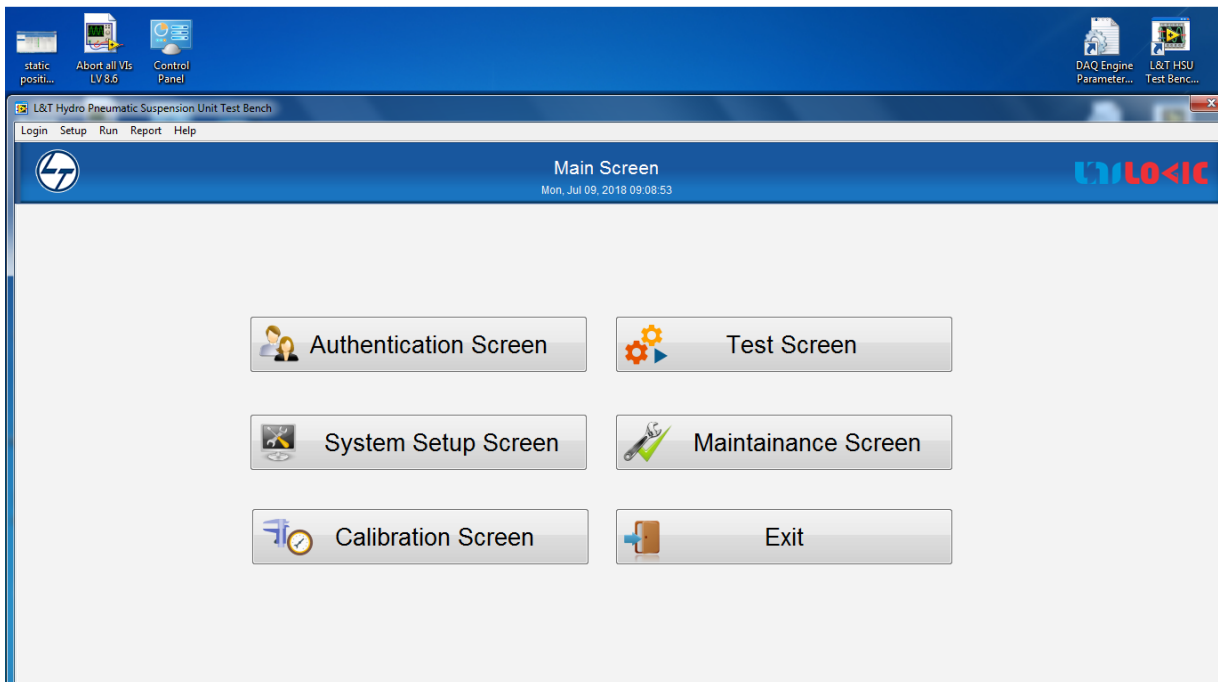 static
positi...
Abort all VIs
LV 8.6
Control
Panel
DAQ Engine
Parameter...
L&T HSU
Test Benc...
L&T Hydro Pneumatic Suspension Unit Test Bench
Login Setup Run Report Help
LT
Main Screen
UNILOGIC
Mon, Jul 09, 2018 09:08:53
Authentication Screen
Test Screen
System Setup Screen
Maintainance Screen
Calibration Screen
Exit